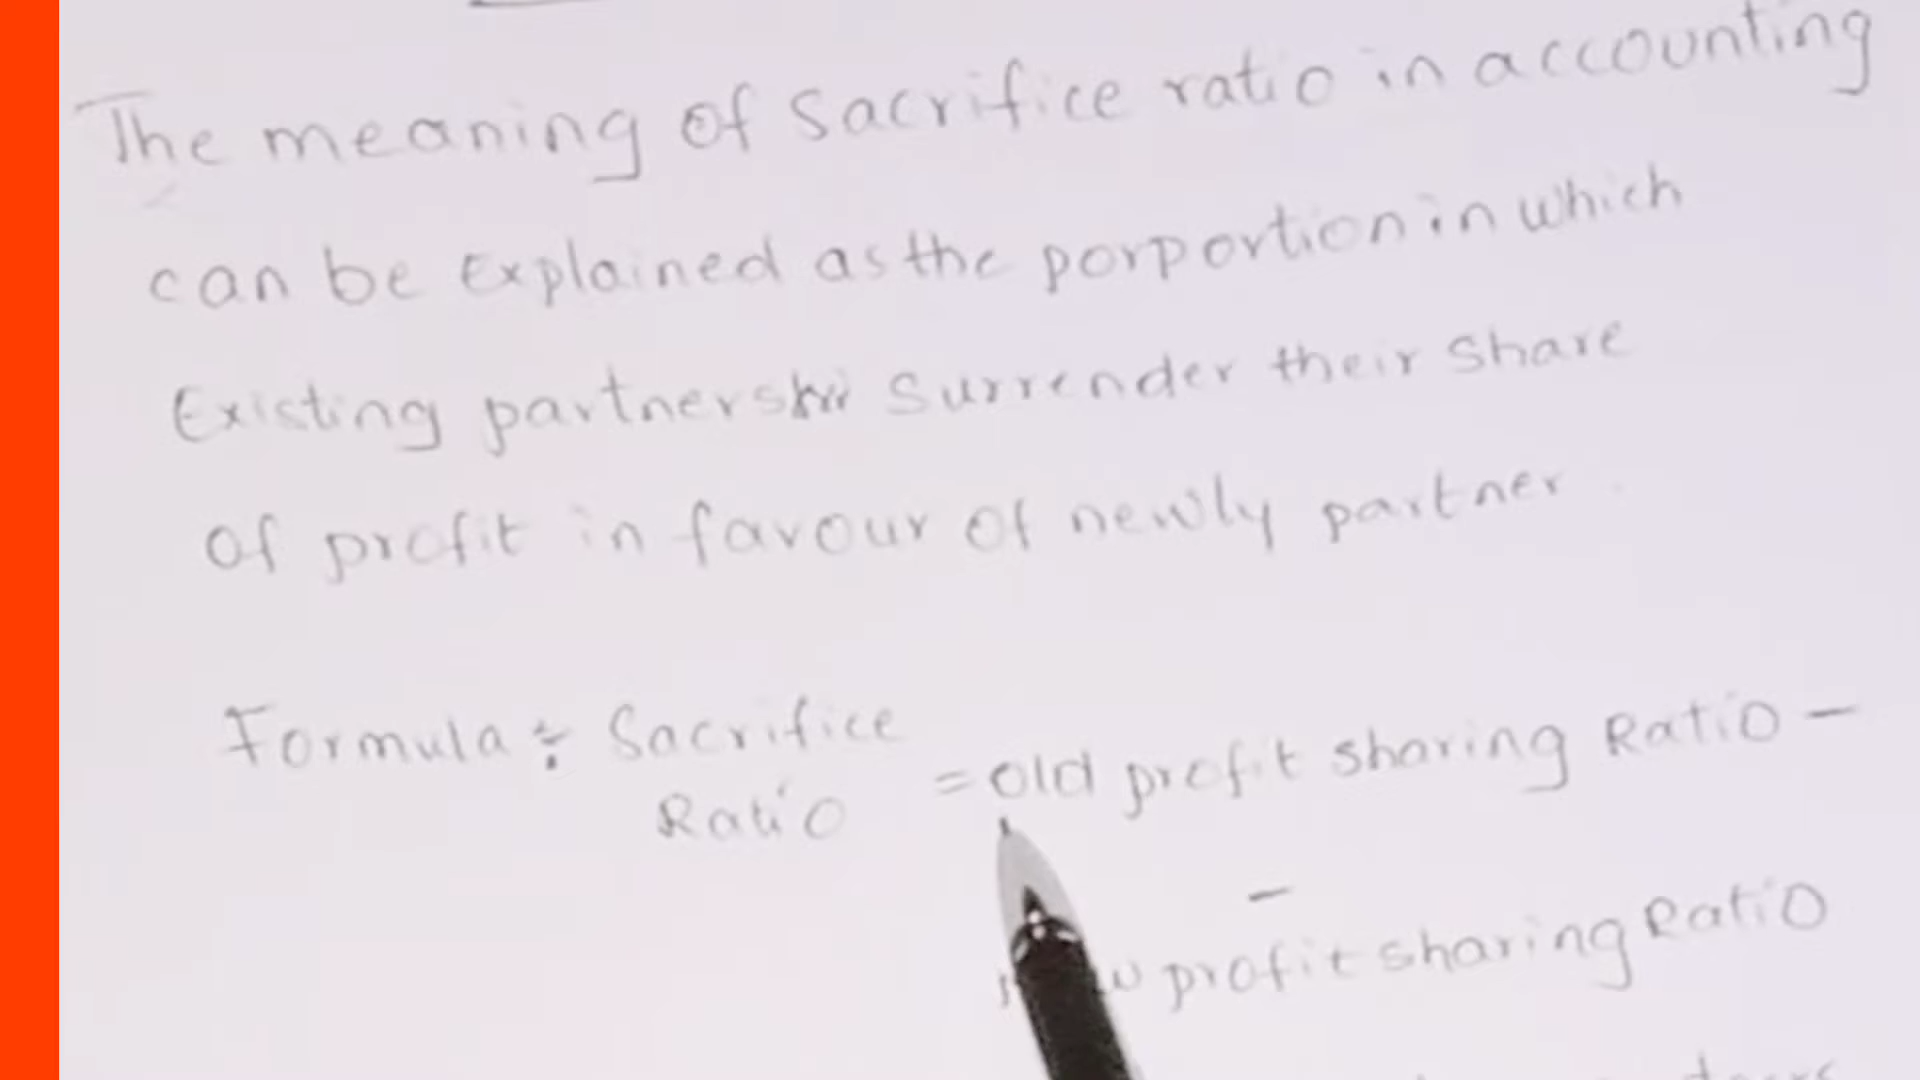 The meaning of Sacrifice ratio in accounting
can be Explained as the porportion in which
Existing partners Surrender their Share
of profit in favour of newly partner
Formula : Sacrifice
Ratio
= old profit sharing Ratio -
-
profit sharing Ratio